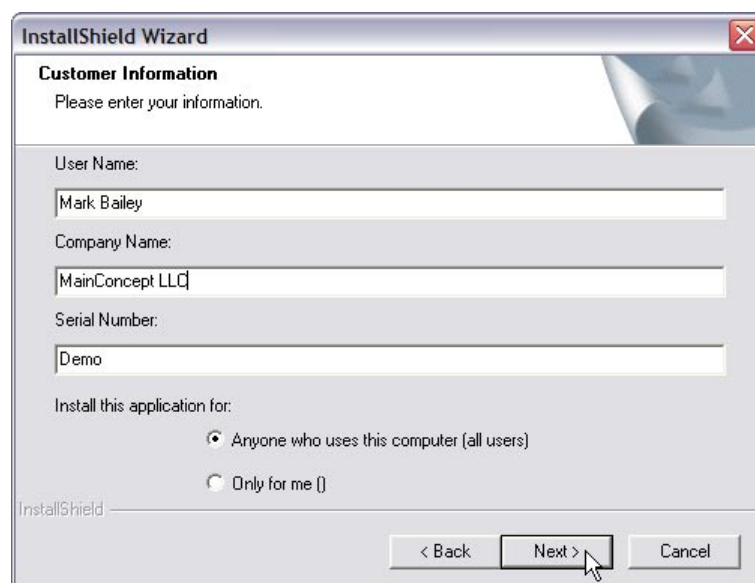 InstallShield Wizard
Customer Information
Please enter your information.
User Name:
Mark Bailey
Company Name:
MainConcept LLC
Serial Number:
Demo
Install this application for:
Anyone who uses this computer (all users)
Only for me ()
InstallShield
< Back Next > Cancel